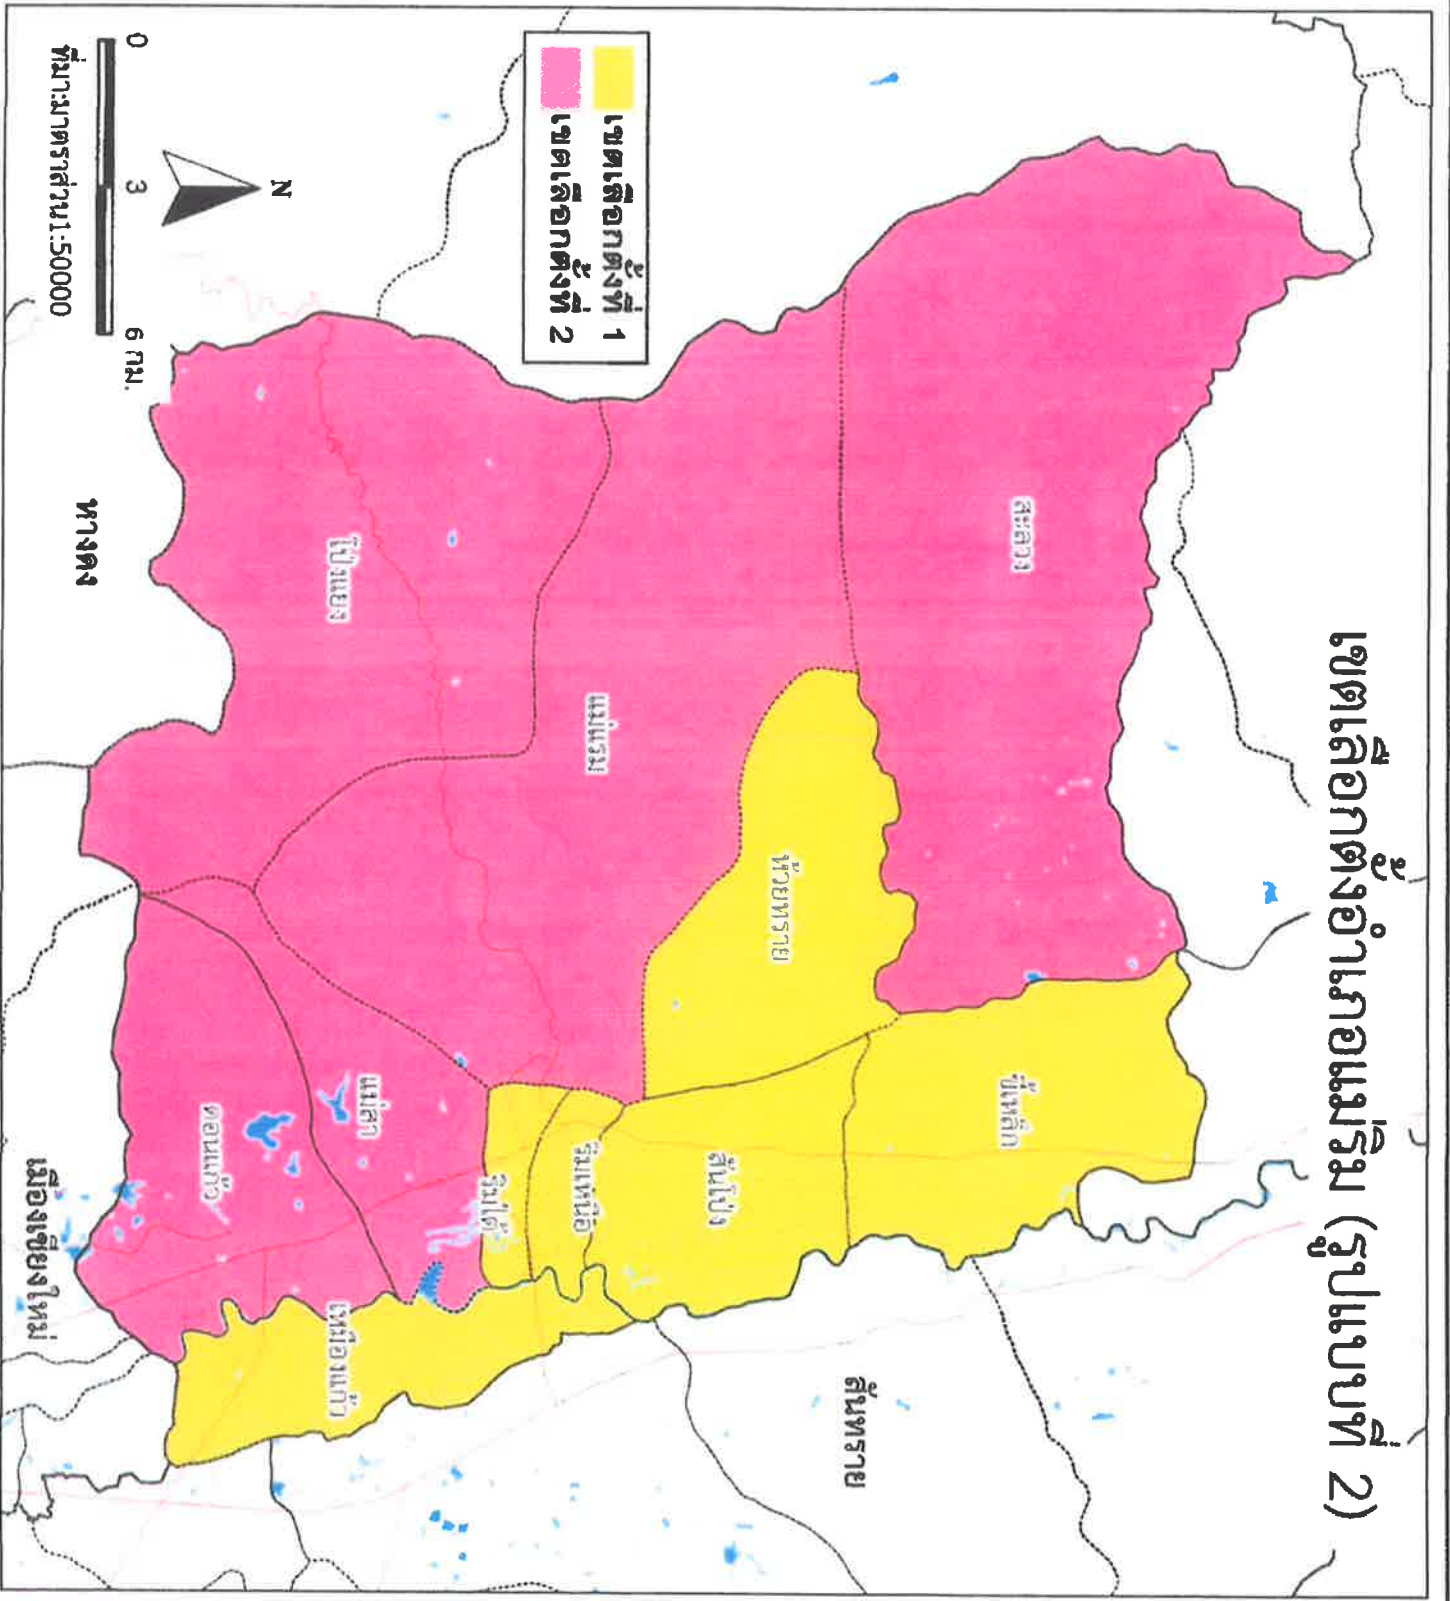 เขตเลือกตั้งอำเภอแม่ริม (รูปแบบที่ 2)
สะลวง
ขี้เหล็ก
ห้วยทราย
สันโป่ง
แม่แรม
ริมเหนือ
ริมใต้
โป่งแยง
แม่สา
ดอนแก้ว
เหมืองแก้ว
สันทราย
หางดง
เมืองเชียงใหม่
เขตเลือกตั้งที่ 1
เขตเลือกตั้งที่ 2
N
0 3 6 กม.
ที่มา:มาตราส่วน1:50000